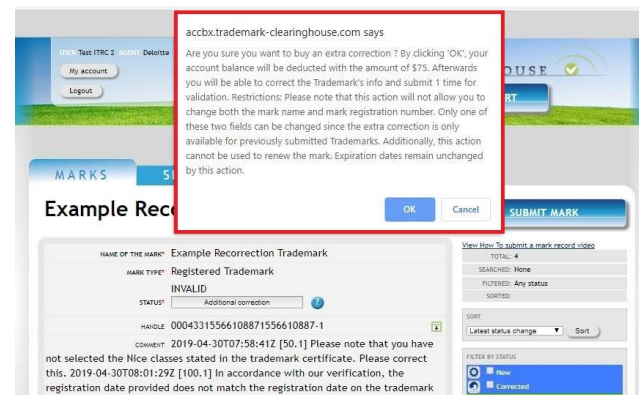 accbx.trademark-clearinghouse.com says
Are you sure you want to buy an extra correction ? By clicking 'OK', your
account balance will be deducted with the amount of $75. Afterwards
you will be able to correct the Trademark's info and submit 1 time for
validation. Restrictions: Please note that this action will not allow you to
change both the mark name and mark registration number. Only one of
these two fields can be changed since the extra correction is only
available for previously submitted Trademarks. Additionally, this action
cannot be used to renew the mark. Expiration dates remain unchanged
by this action.
OK Cancel
USER Test ITRC 2 AGENT Deloitte
My account
Logout
OUSE
RT
MARKS S
Example Rec
SUBMIT MARK
NAME OF THE MARK* Example Recorrection Trademark
MARK TYPE* Registered Trademark
INVALID
STATUS* Additional correction ?
HANDLE 00043315566108871556610887-1
COMMENT 2019-04-30T07:58:41Z [50.1] Please note that you have
not selected the Nice classes stated in the trademark certificate. Please correct
this. 2019-04-30T08:01:29Z [100.1] In accordance with our verification, the
registration date provided does not match the registration date on the trademark
View How To submit a mark record video
TOTAL: 4
SEARCHED: None
FILTERED: Any status
SORTED:
SORT
Latest status change Sort
FILTER BY STATUS
New
Corrected